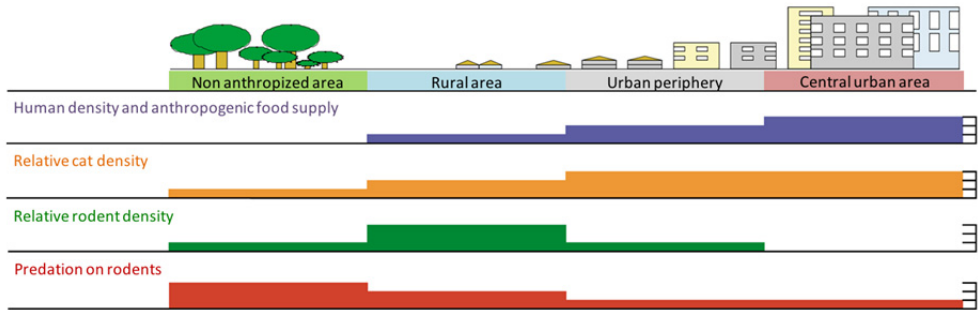 Non anthropized area
Rural area
Urban periphery
Central urban area
Human density and anthropogenic food supply
Relative cat density
Relative rodent density
Predation on rodents